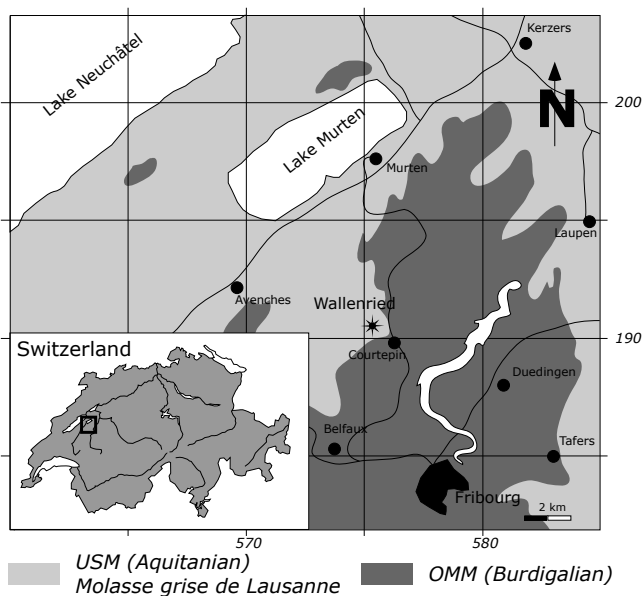 Kerzers
Lake Neuchâtel
200
N
Lake Murten
Murten
Laupen
Avenches
Wallenried
Switzerland
190
Courtepin
Duedingen
Belfaux
Tafers
Fribourg
2 km
570
580
USM (Aquitanian)
Molasse grise de Lausanne
OMM (Burdigalian)